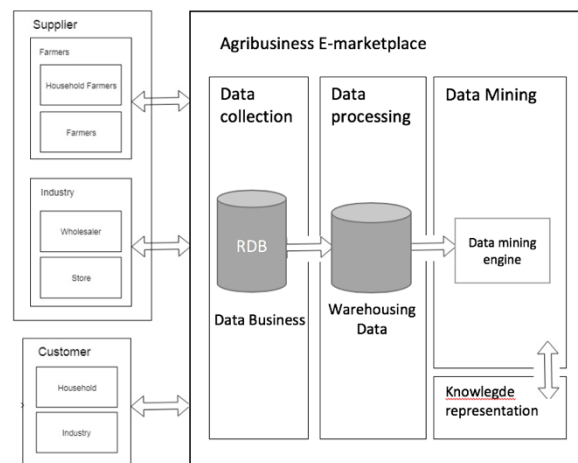 Supplier
Farmers
Household Farmers
Farmers
Industry
Wholesaler
Store
Customer
Household
Industry
Agribusiness E-marketplace
Data
collection
RDB
Data Business
Data
processing
Warehousing
Data
Data Mining
Data mining
engine
Knowlegde
representation